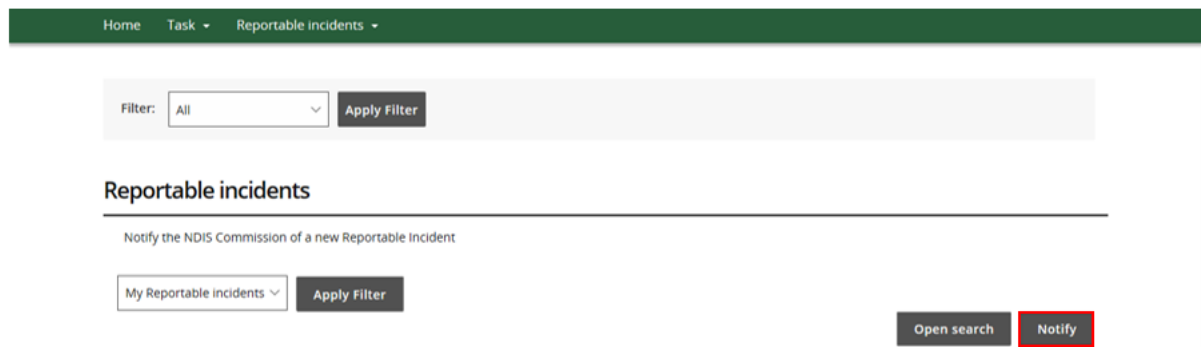 Home Task Reportable incidents
Filter: All Apply Filter
Reportable incidents
Notify the NDIS Commission of a new Reportable Incident
My Reportable incidents Apply Filter
Open search Notify